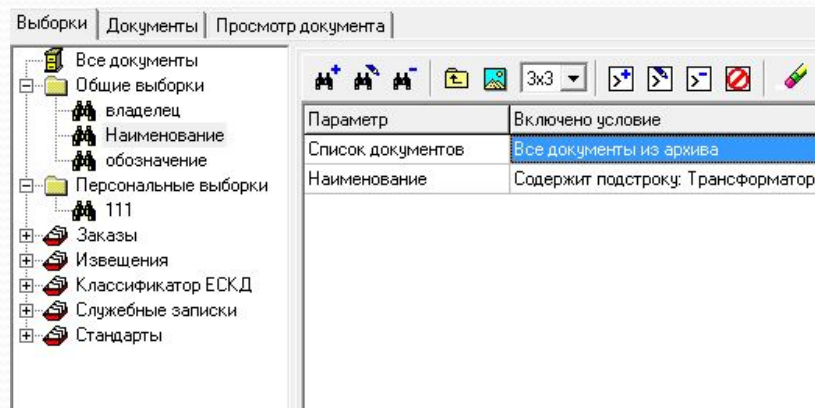 Выборки Документы Просмотр документа
Все документы
Общие выборки
владелец
Наименование
обозначение
Персональные выборки
111
Заказы
Извещения
Классификатор ЕСКД
Служебные записки
Стандарты
3x3
Параметр Включено условие
Список документов Все документы из архива
Наименование Содержит подстроку: Трансформатор